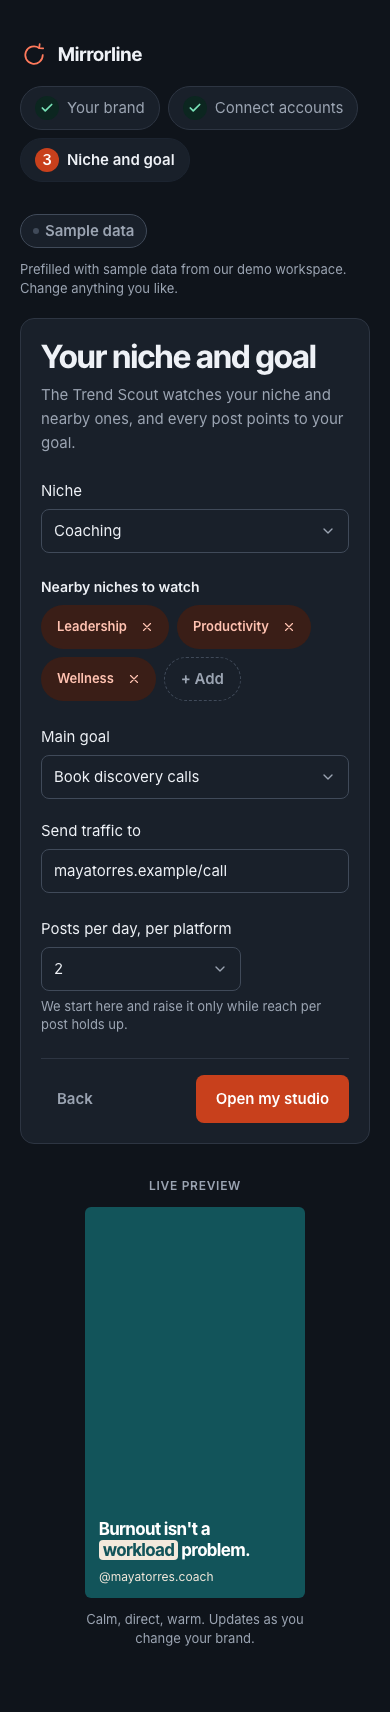 Mirrorline
Your brand
Connect accounts
3 Niche and goal
Sample data
Prefilled with sample data from our demo workspace.
Change anything you like.
Your niche and goal
The Trend Scout watches your niche and
nearby ones, and every post points to your
goal.
Niche
Coaching
Nearby niches to watch
Leadership
Productivity
Wellness
+ Add
Main goal
Book discovery calls
Send traffic to
mayatorres.example/call
Posts per day, per platform
2
We start here and raise it only while reach per
post holds up.
Back
Open my studio
LIVE PREVIEW
Burnout isn't a
workload problem.
@mayatorres.coach
Calm, direct, warm. Updates as you
change your brand.